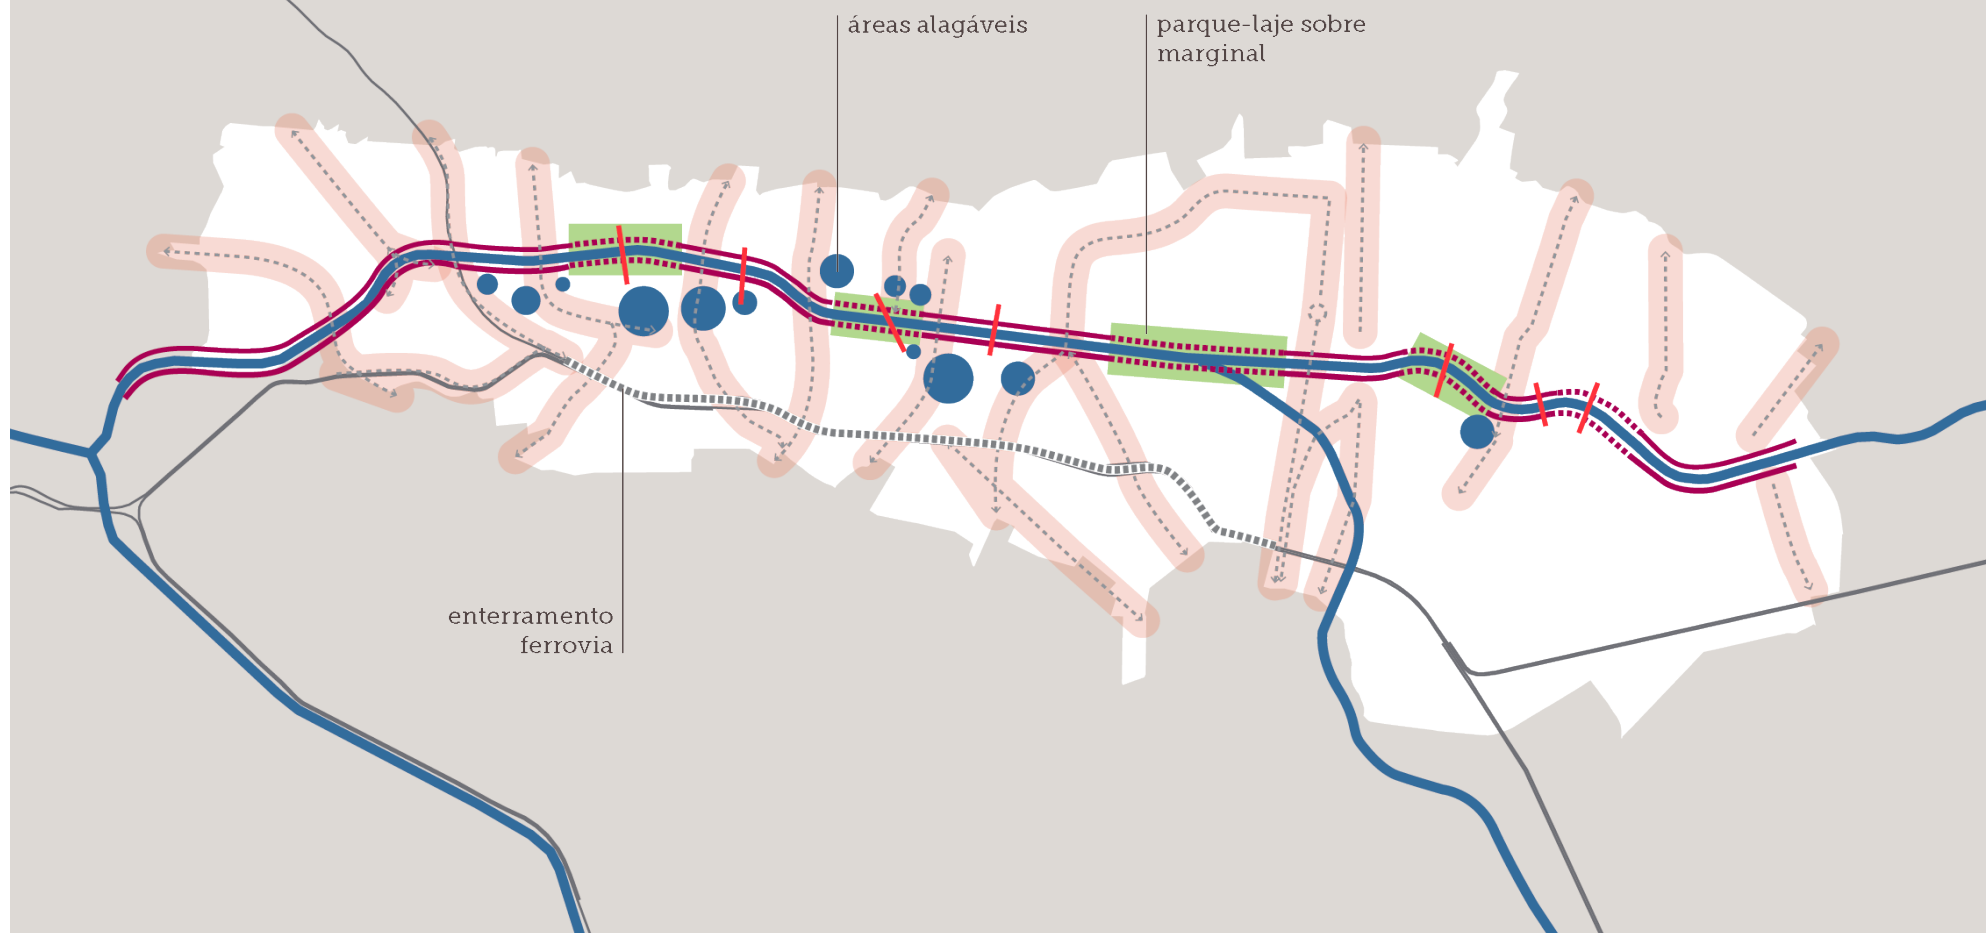 áreas alagáveis
parque-laje sobre
marginal
enterramento
ferrovia